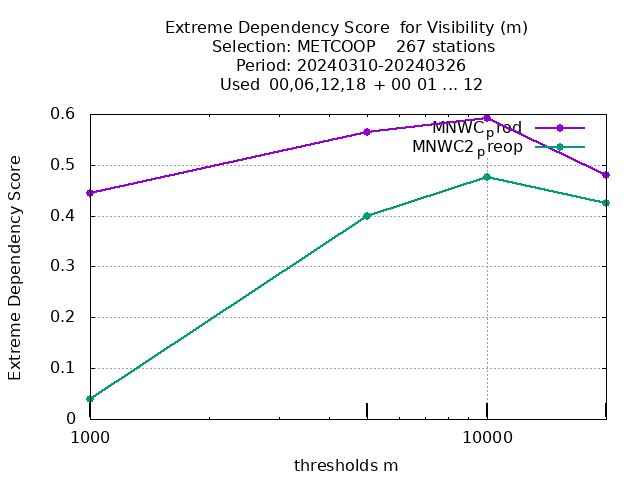 Extreme Dependency Score for Visibility (m)
Selection: METCOOP 267 stations
Period: 20240310-20240326
Used 00,06,12,18 + 00 01 ... 12
Extreme Dependency Score
0.6
0.5
0.4
0.3
0.2
0.1
0
MNWCprod
MNWC2preop
1000
10000
thresholds m